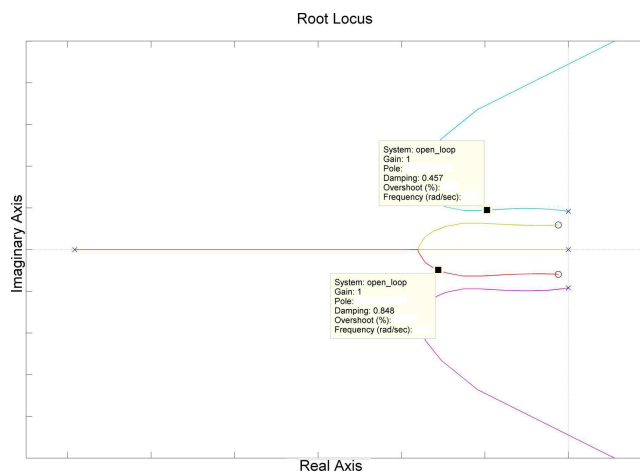 Root Locus
System: open_loop
Gain: 1
Pole:
Damping: 0.457
Overshoot (%):
Frequency (rad/sec):
Imaginary Axis
System: open_loop
Gain: 1
Pole:
Damping: 0.848
Overshoot (%):
Frequency (rad/sec):
Real Axis